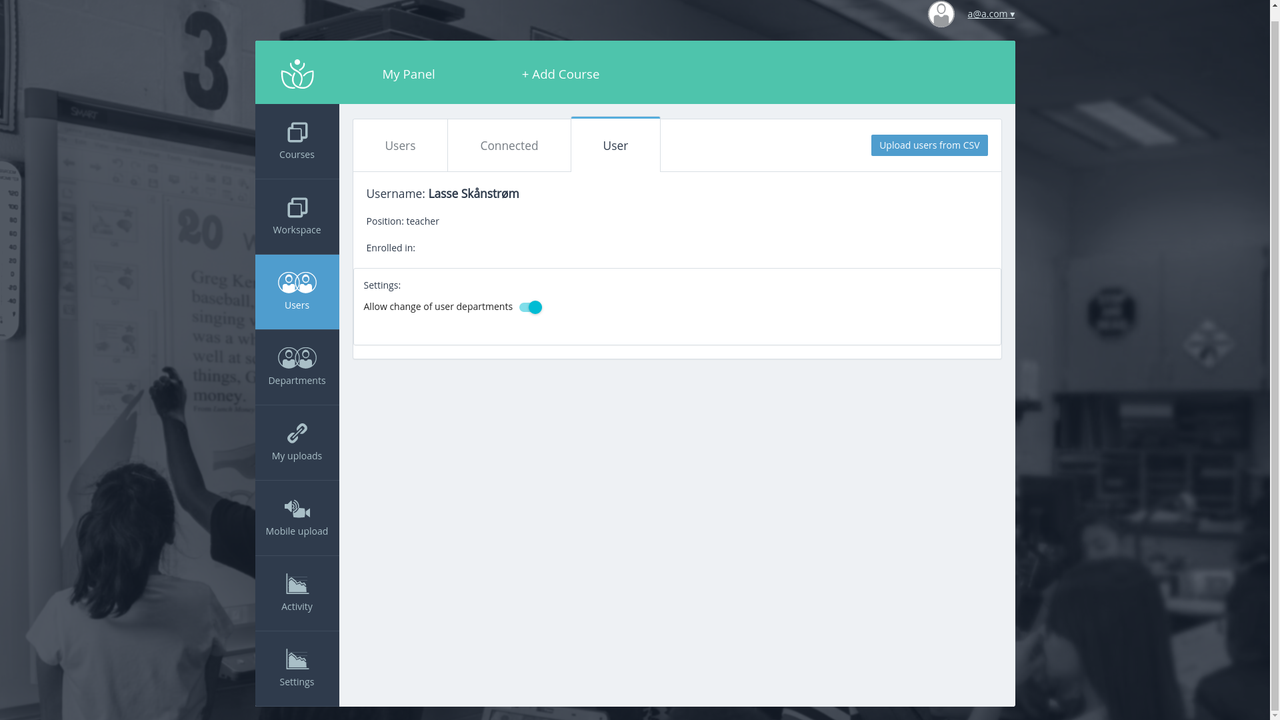 a@a.com ▾
My Panel
+ Add Course
Courses
Workspace
Users
Departments
My uploads
Mobile upload
Activity
Settings
Users
Connected
User
Upload users from CSV
Username: Lasse Skånstrøm
Position: teacher
Enrolled in:
Settings:
Allow change of user departments
3
SMART
20
Greg Ke
baseball,
singing
was a wh
well at s
things, G
money.